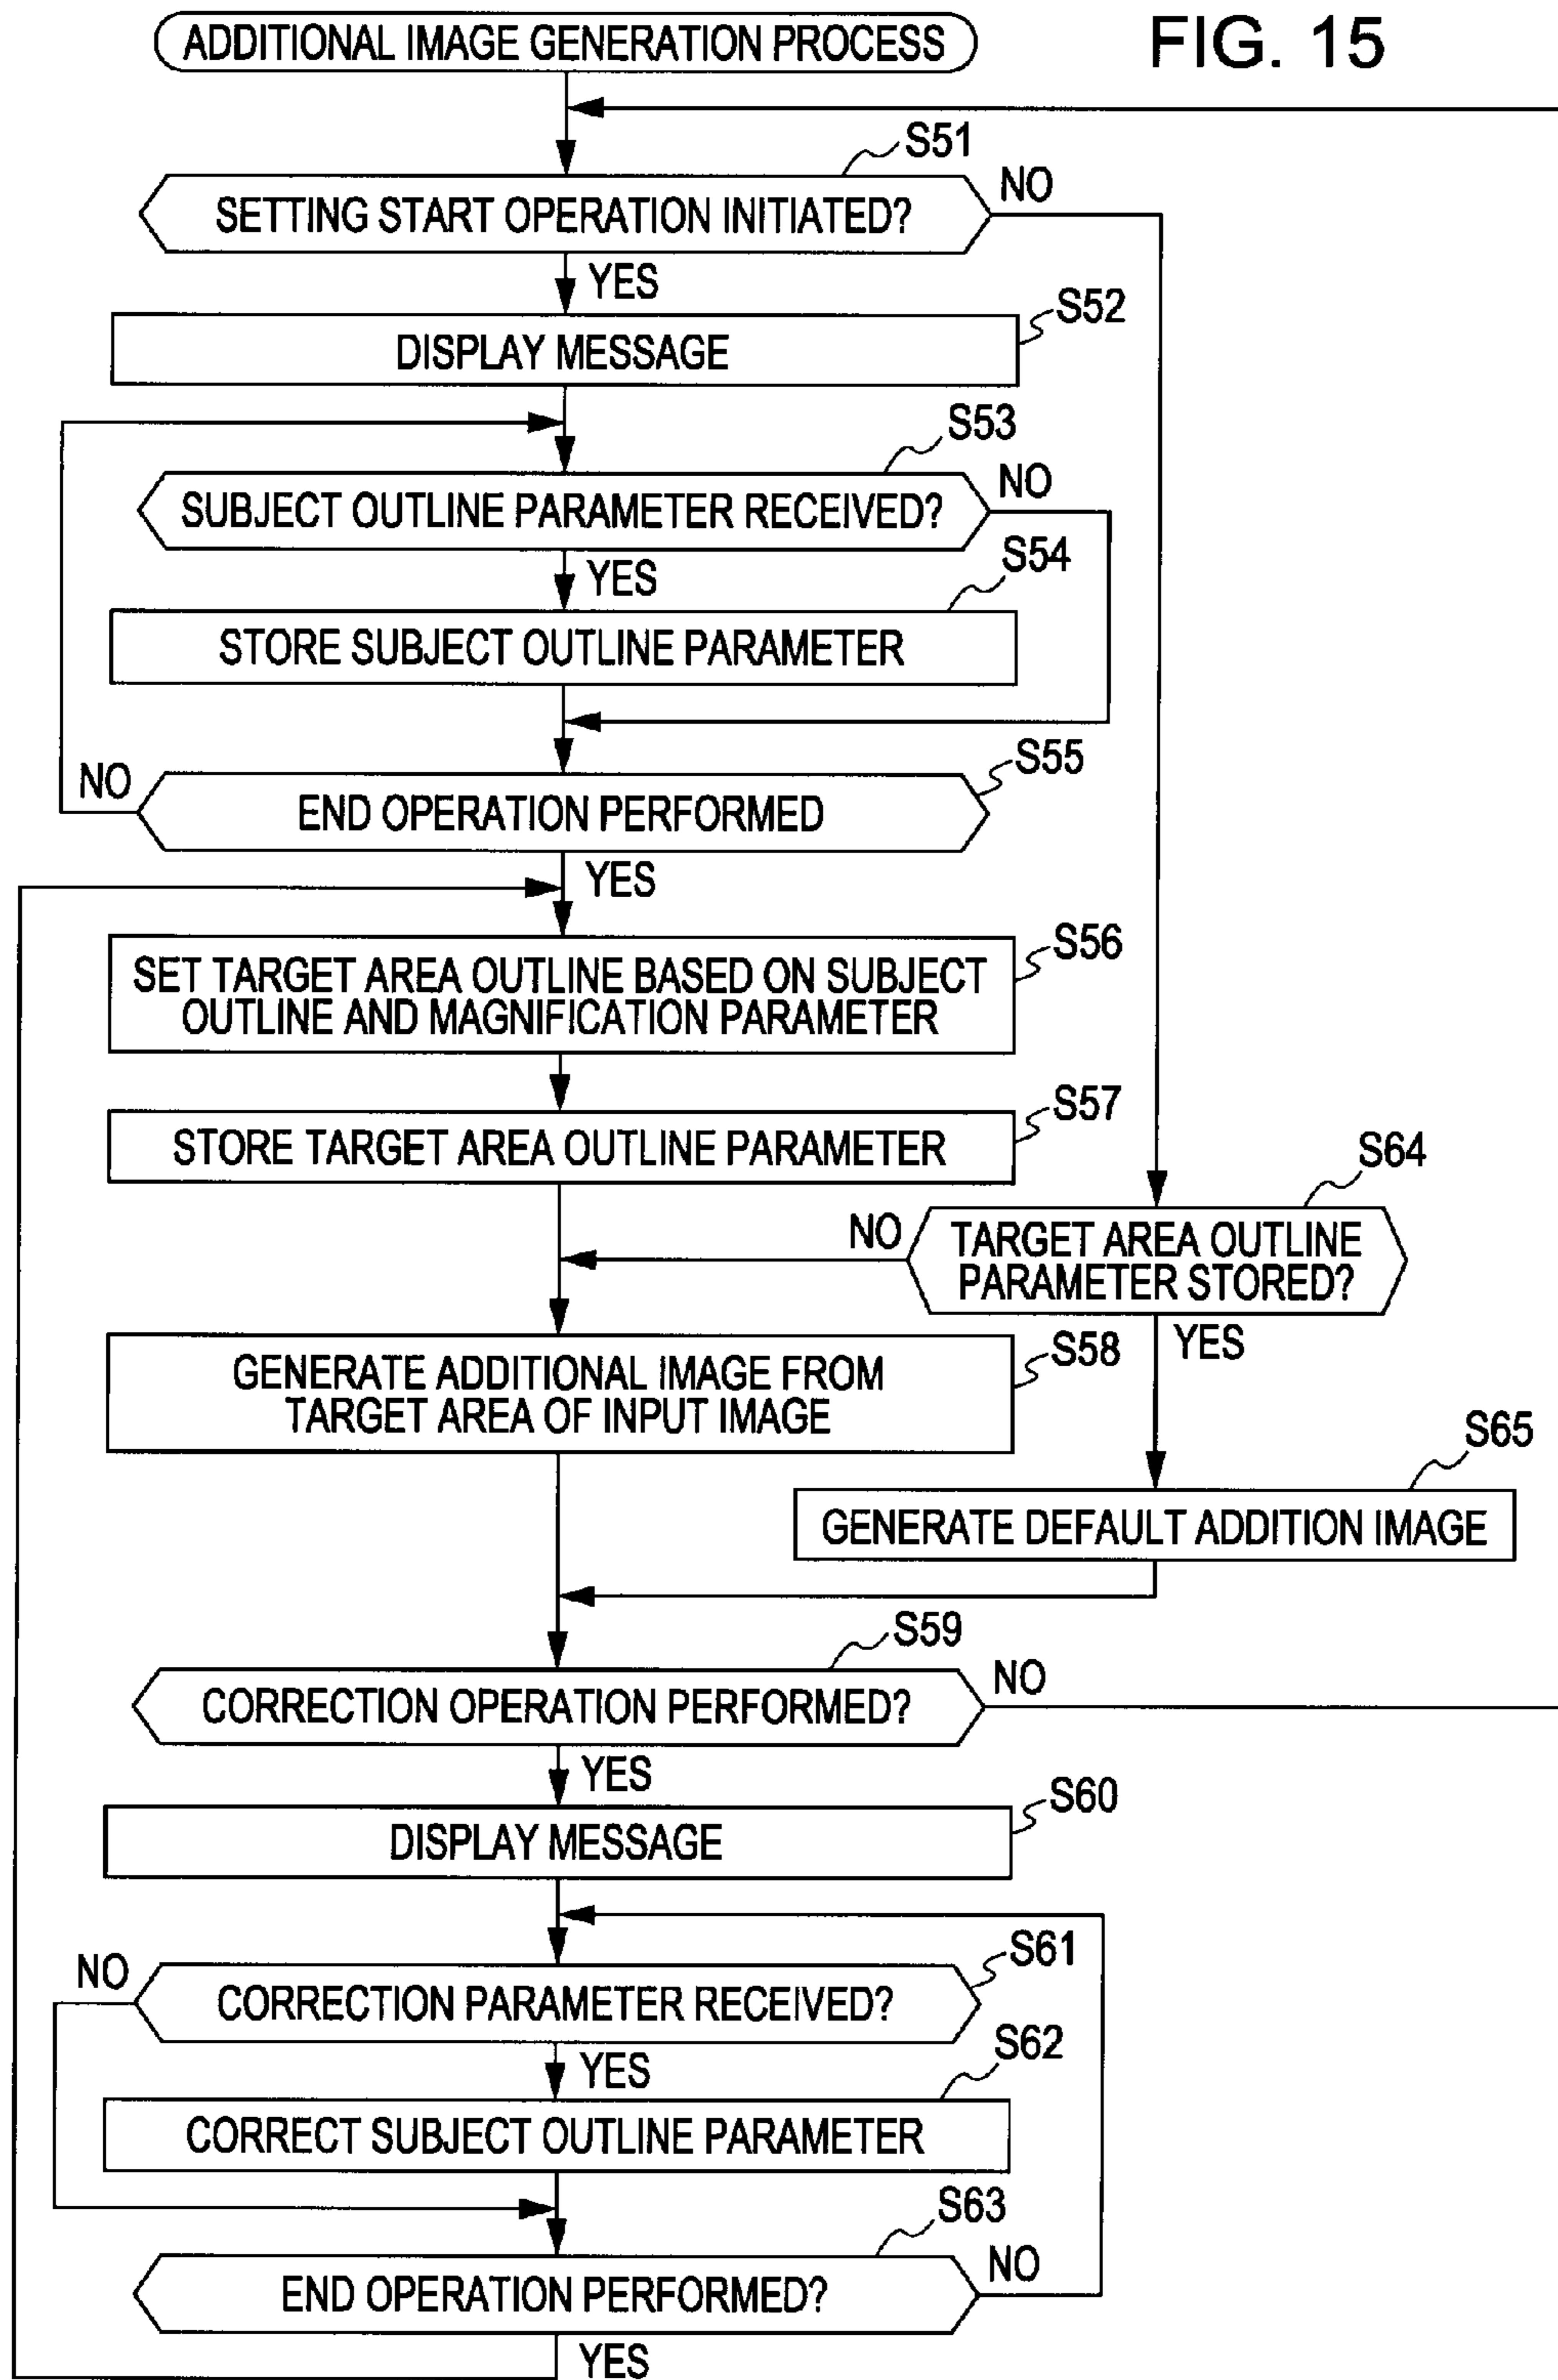 ADDITIONAL IMAGE GENERATION PROCESS
FIG. 15
S51
SETTING START OPERATION INITIATED?
NO
YES
S52
DISPLAY MESSAGE
S53
SUBJECT OUTLINE PARAMETER RECEIVED?
NO
YES
S54
STORE SUBJECT OUTLINE PARAMETER
S55
NO
END OPERATION PERFORMED
YES
S56
SET TARGET AREA OUTLINE BASED ON SUBJECT
OUTLINE AND MAGNIFICATION PARAMETER
S57
STORE TARGET AREA OUTLINE PARAMETER
S64
NO
TARGET AREA OUTLINE
PARAMETER STORED?
YES
S58
GENERATE ADDITIONAL IMAGE FROM
TARGET AREA OF INPUT IMAGE
S65
GENERATE DEFAULT ADDITION IMAGE
S59
CORRECTION OPERATION PERFORMED?
NO
YES
S60
DISPLAY MESSAGE
S61
NO
CORRECTION PARAMETER RECEIVED?
YES
S62
CORRECT SUBJECT OUTLINE PARAMETER
S63
END OPERATION PERFORMED?
NO
YES